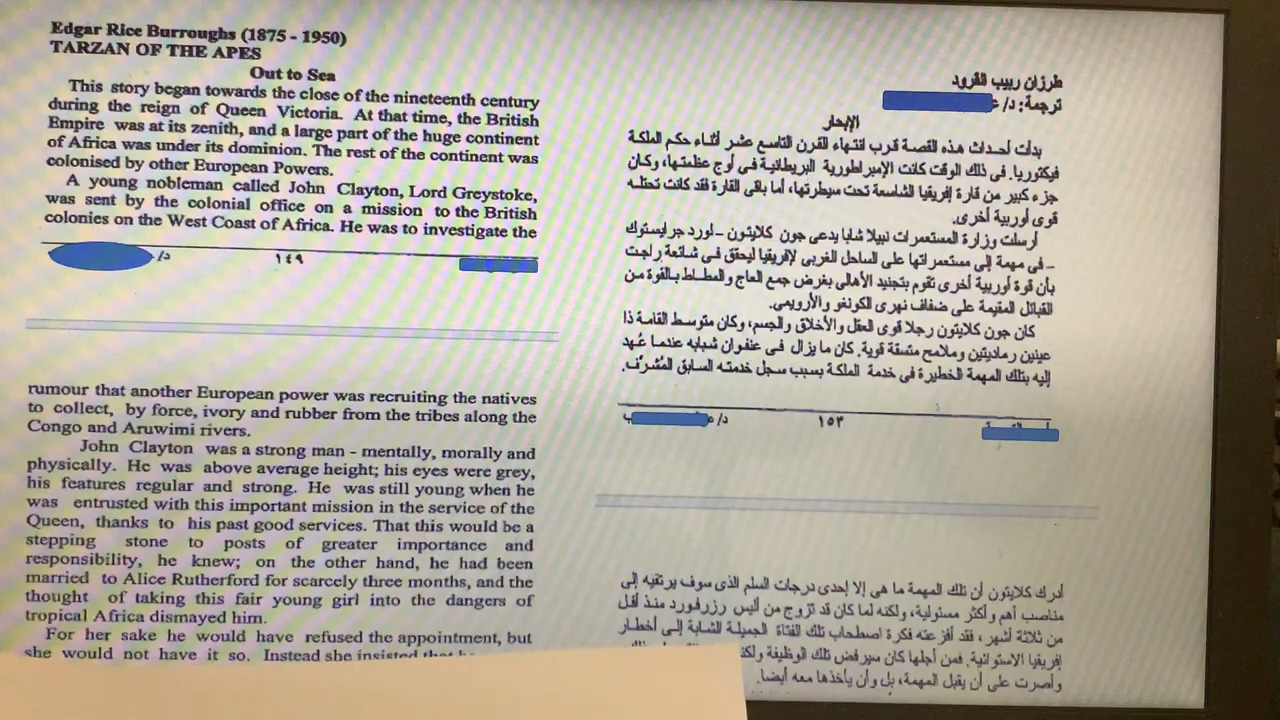 Edgar Rice Burroughs (1875 - 1950)
TARZAN OF THE APES
Out to Sea
This story began towards the close of the nineteenth century
during the reign of Queen Victoria. At that time, the British
Empire was at its zenith, and a large part of the huge continent
of Africa was under its dominion. The rest of the continent was
colonised by other European Powers.
A young nobleman called John Clayton, Lord Greystoke,
was sent by the colonial office on a mission to the British
colonies on the West Coast of Africa. He was to investigate the
د/ ١٤٩
rumour that another European power was recruiting the natives
to collect, by force, ivory and rubber from the tribes along the
Congo and Aruwimi rivers.
John Clayton was a strong man - mentally, morally and
physically. He was above average height; his eyes were grey,
his features regular and strong. He was still young when he
was entrusted with this important mission in the service of the
Queen, thanks to his past good services. That this would be a
stepping stone to posts of greater importance and
responsibility, he knew; on the other hand, he had been
married to Alice Rutherford for scarcely three months, and the
thought of taking this fair young girl into the dangers of
tropical Africa dismayed him.
For her sake he would have refused the appointment, but
she would not have it so. Instead she insisted that
طرزان ربيب القرود
ترجمة: د/
الإبحار
بدأت أحداث هذه القصة قرب انتهاء القرن التاسع عشر أثناء حكم الملكة
فيكتوريا. فى ذلك الوقت كانت الإمبراطورية البريطانية فى أوج عظمتها، وكان
جزء كبير من قارة إفريقيا الشاسعة تحت سيطرتها، أما باقى القارة فقد كانت تحتله
قوى أوربية أخرى.
أرسلت وزارة المستعمرات نبيلا شابا يدعى جون كلايتون – لورد جرايستوك
– فى مهمة إلى مستعمراتها على الساحل الغربى لإفريقيا ليحقق فى شائعة راجت
بأن قوة أوربية أخرى تقوم بتجنيد الأهالى بغرض جمع العاج والمطاط بالقوة من
القبائل المقيمة على ضفاف نهرى الكونغو والأرويمى.
كان جون كلايتون رجلا قوى العقل والأخلاق والجسم، وكان متوسط القامة ذا
عينين رماديتين وملامح متسقة قوية. كان ما يزال فى عنفوان شبابه عندما عُهد
إليه بتلك المهمة الخطيرة فى خدمة الملكة بسبب سجل خدمته السابق المُشرِّف.
١٥٣ د/
أدرك كلايتون أن تلك المهمة ما هى إلا إحدى درجات السلم الذى سوف يرتقيه إلى
مناصب أهم وأكثر مسئولية، ولكنه لما كان قد تزوج من أليس رزرفورد منذ أقل
من ثلاثة أشهر، فقد أفزعته فكرة اصطحاب تلك الفتاة الجميلة الشابة إلى أخطار
إفريقيا الاستوائية. فمن أجلها كان سيرفض تلك الوظيفة
وأصرت على أن يقبل المهمة، بل وأن يأخذها معه أيضا.